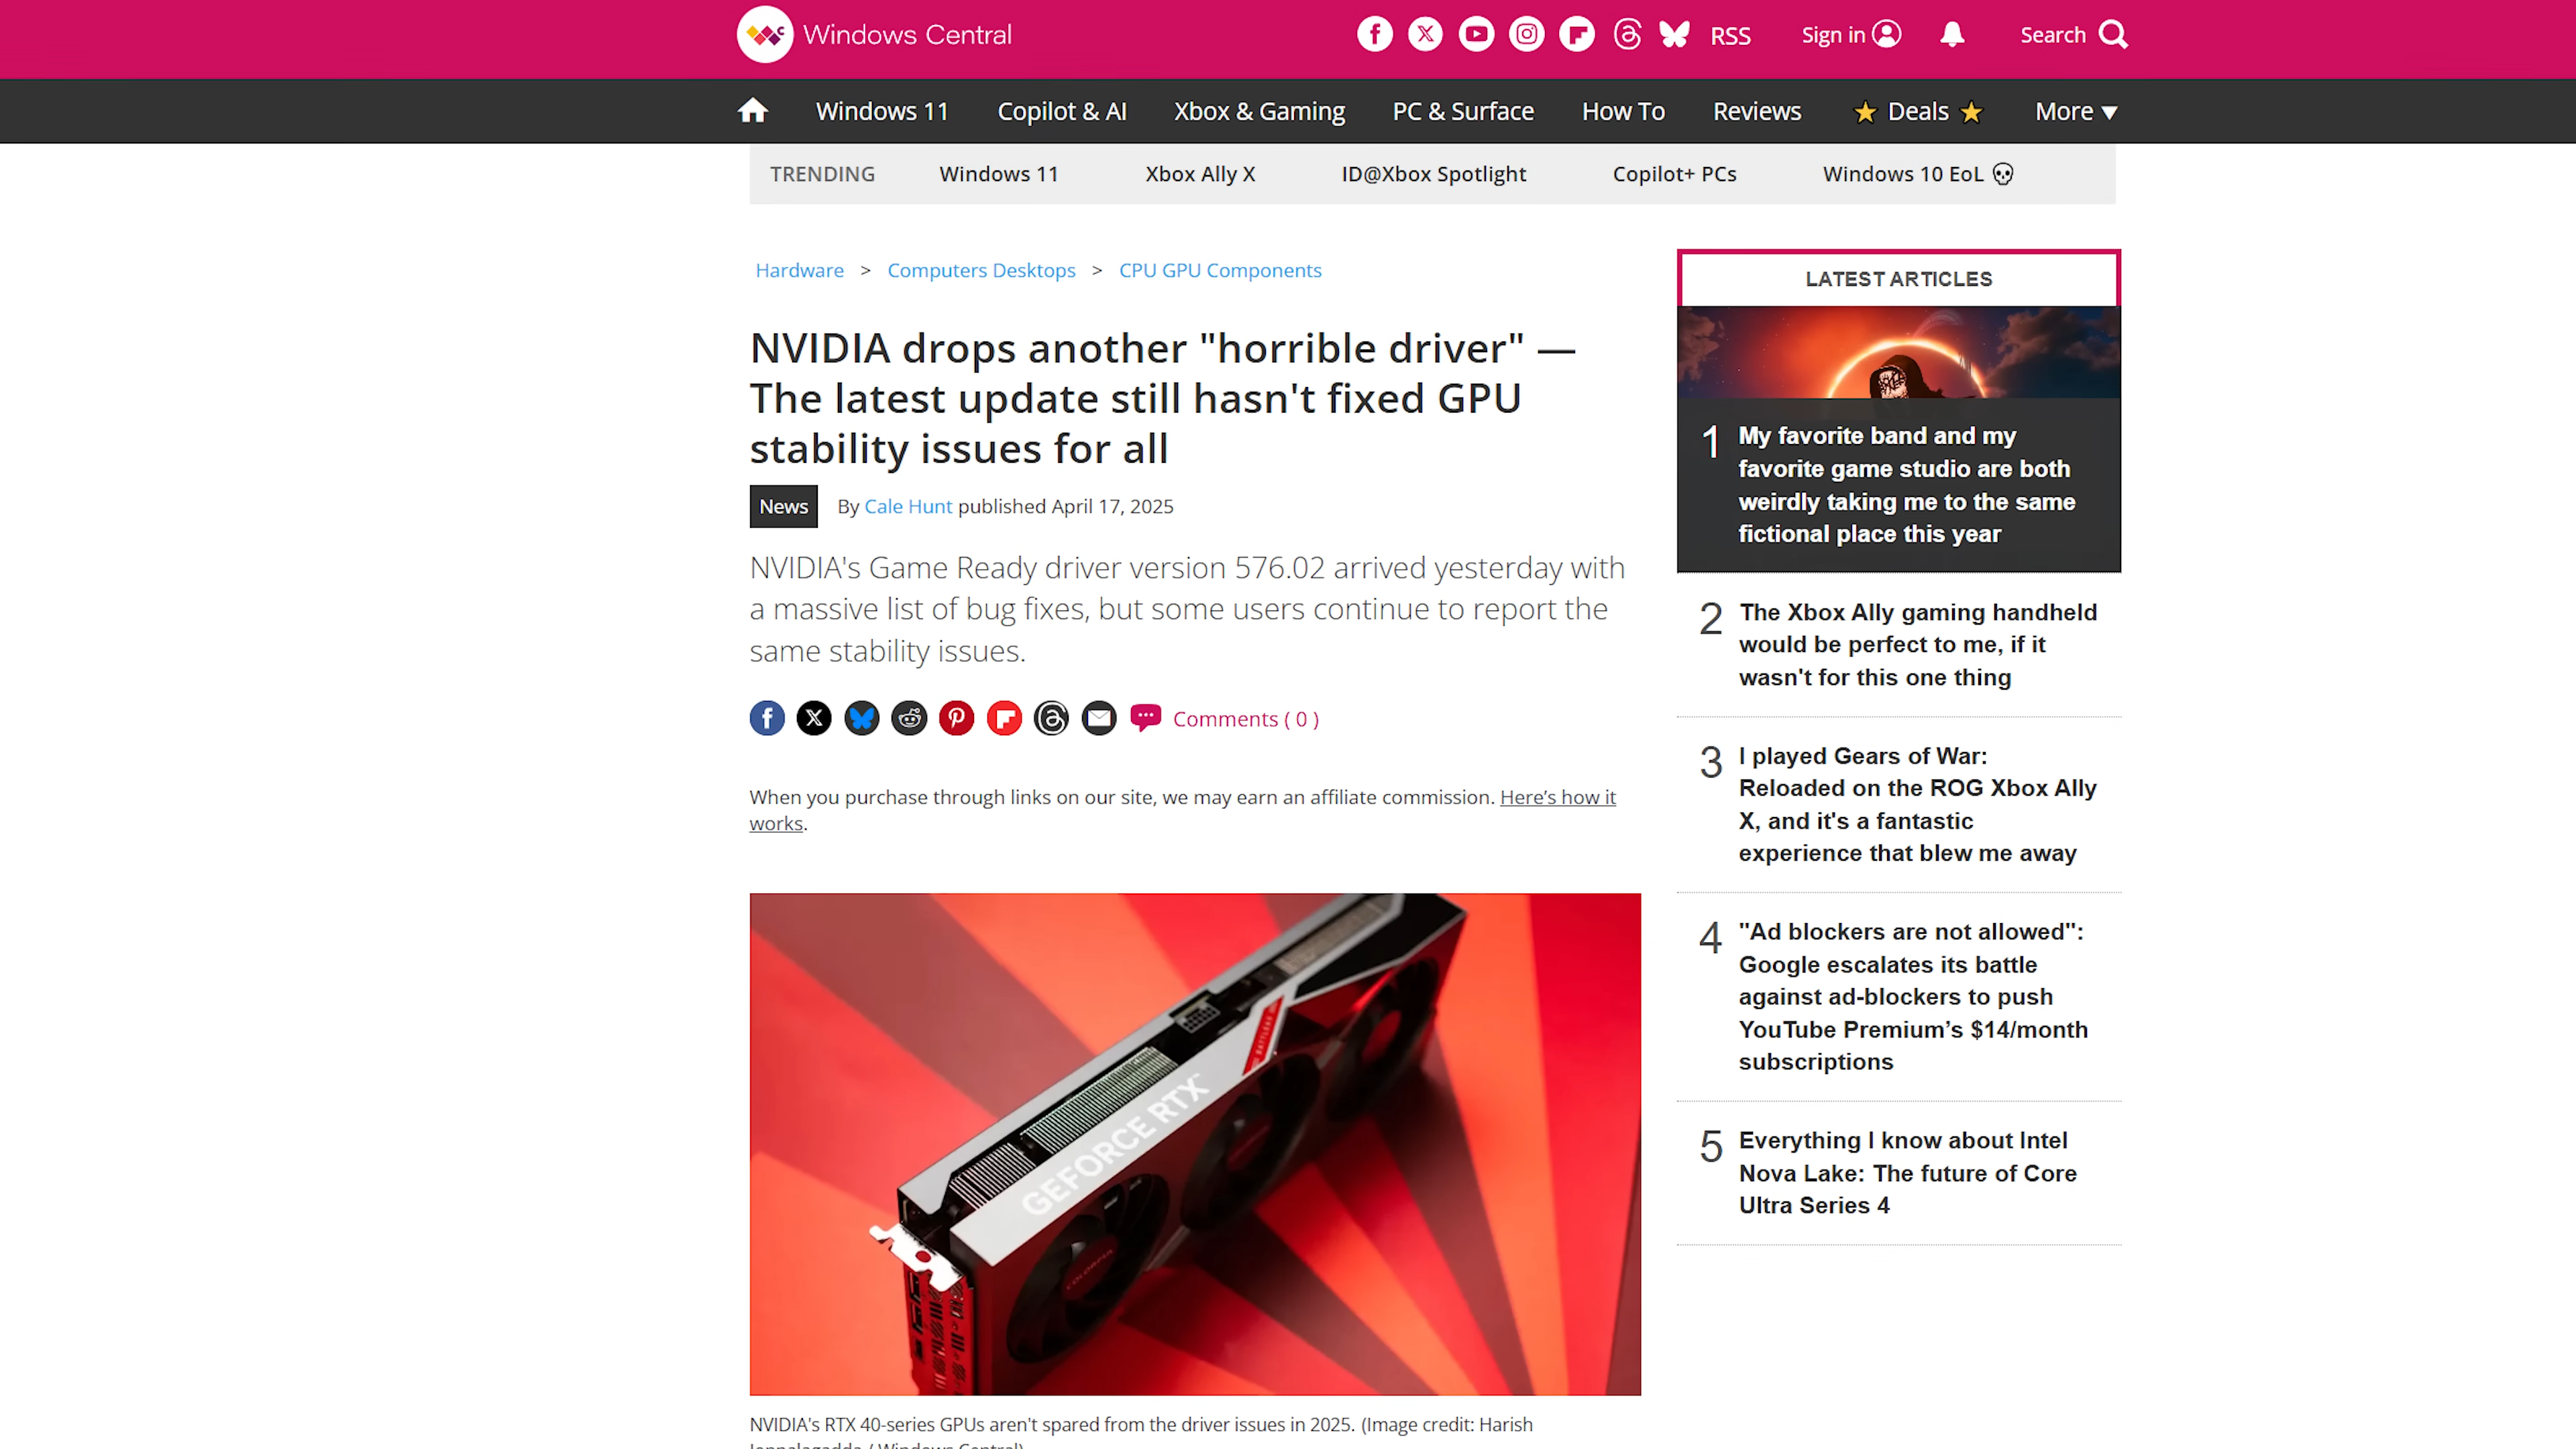 Windows Central
RSS
Sign in
Search
Windows 11
Copilot & AI
Xbox & Gaming
PC & Surface
How To
Reviews
Deals
More
TRENDING
Windows 11
Xbox Ally X
ID@Xbox Spotlight
Copilot+ PCs
Windows 10 EoL
Hardware > Computers Desktops > CPU GPU Components
NVIDIA drops another "horrible driver" —
The latest update still hasn't fixed GPU
stability issues for all
News
By Cale Hunt published April 17, 2025
NVIDIA's Game Ready driver version 576.02 arrived yesterday with
a massive list of bug fixes, but some users continue to report the
same stability issues.
Comments ( 0 )
When you purchase through links on our site, we may earn an affiliate commission. Here’s how it
works.
GEFORCE RTX
COLORFUL
NVIDIA's RTX 40-series GPUs aren't spared from the driver issues in 2025. (Image credit: Harish
LATEST ARTICLES
1
My favorite band and my
favorite game studio are both
weirdly taking me to the same
fictional place this year
2
The Xbox Ally gaming handheld
would be perfect to me, if it
wasn't for this one thing
3
I played Gears of War:
Reloaded on the ROG Xbox Ally
X, and it's a fantastic
experience that blew me away
4
"Ad blockers are not allowed":
Google escalates its battle
against ad-blockers to push
YouTube Premium’s $14/month
subscriptions
5
Everything I know about Intel
Nova Lake: The future of Core
Ultra Series 4